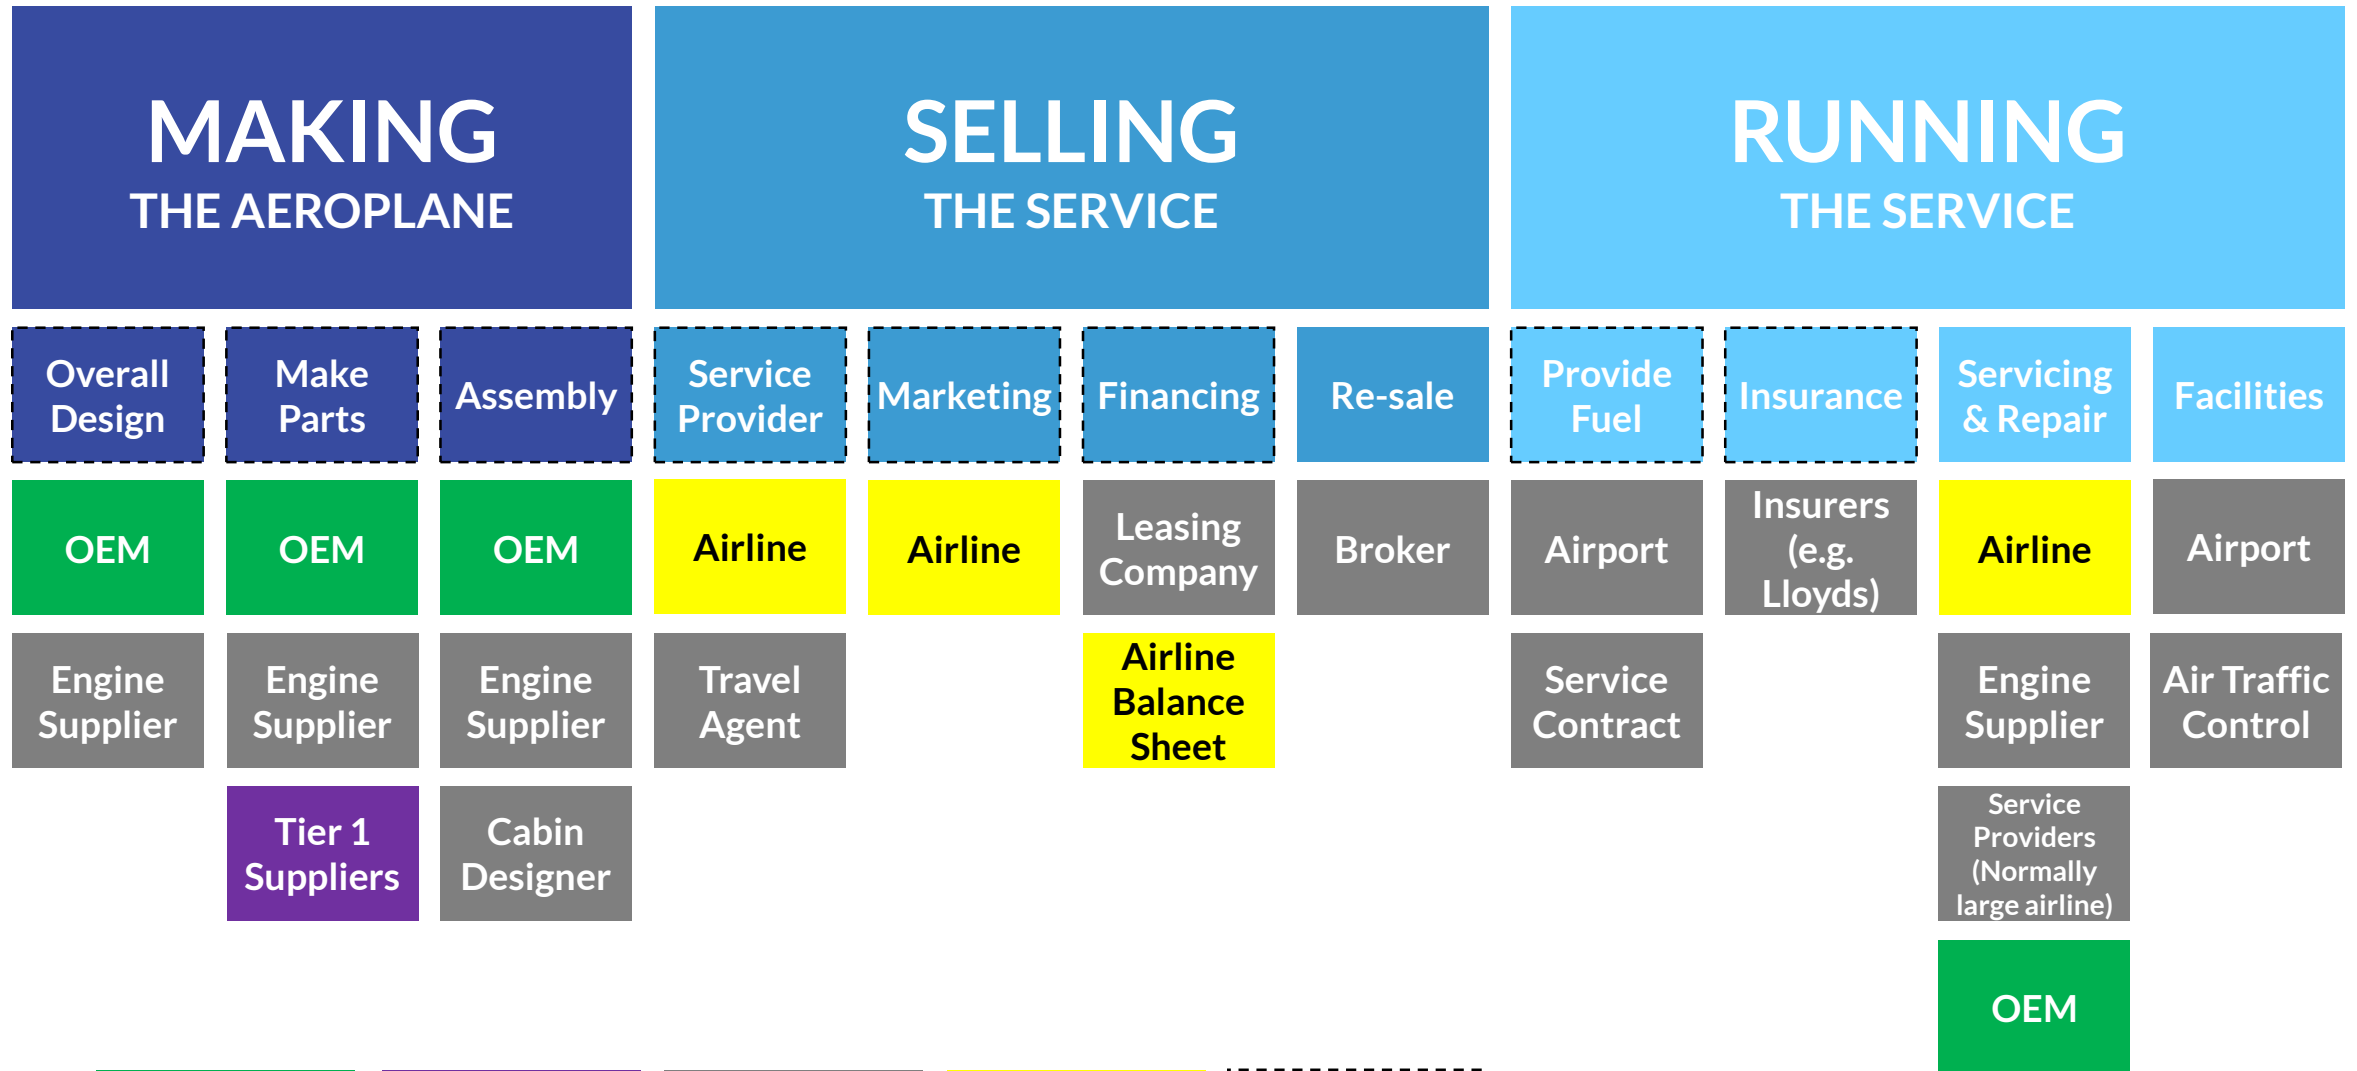 MAKING
THE AEROPLANE
SELLING
THE SERVICE
RUNNING
THE SERVICE
Overall
Design
Make
Parts
Assembly
Service
Provider
Marketing
Financing
Re-sale
Provide
Fuel
Insurance
Servicing
& Repair
Facilities
OEM
OEM
OEM
Airline
Airline
Leasing
Company
Broker
Airport
Insurers
(e.g.
Lloyds)
Airline
Airport
Engine
Supplier
Engine
Supplier
Engine
Supplier
Travel
Agent
Airline
Balance
Sheet
Service
Contract
Engine
Supplier
Air Traffic
Control
Tier 1
Suppliers
Cabin
Designer
Service
Providers
(Normally
large airline)
OEM